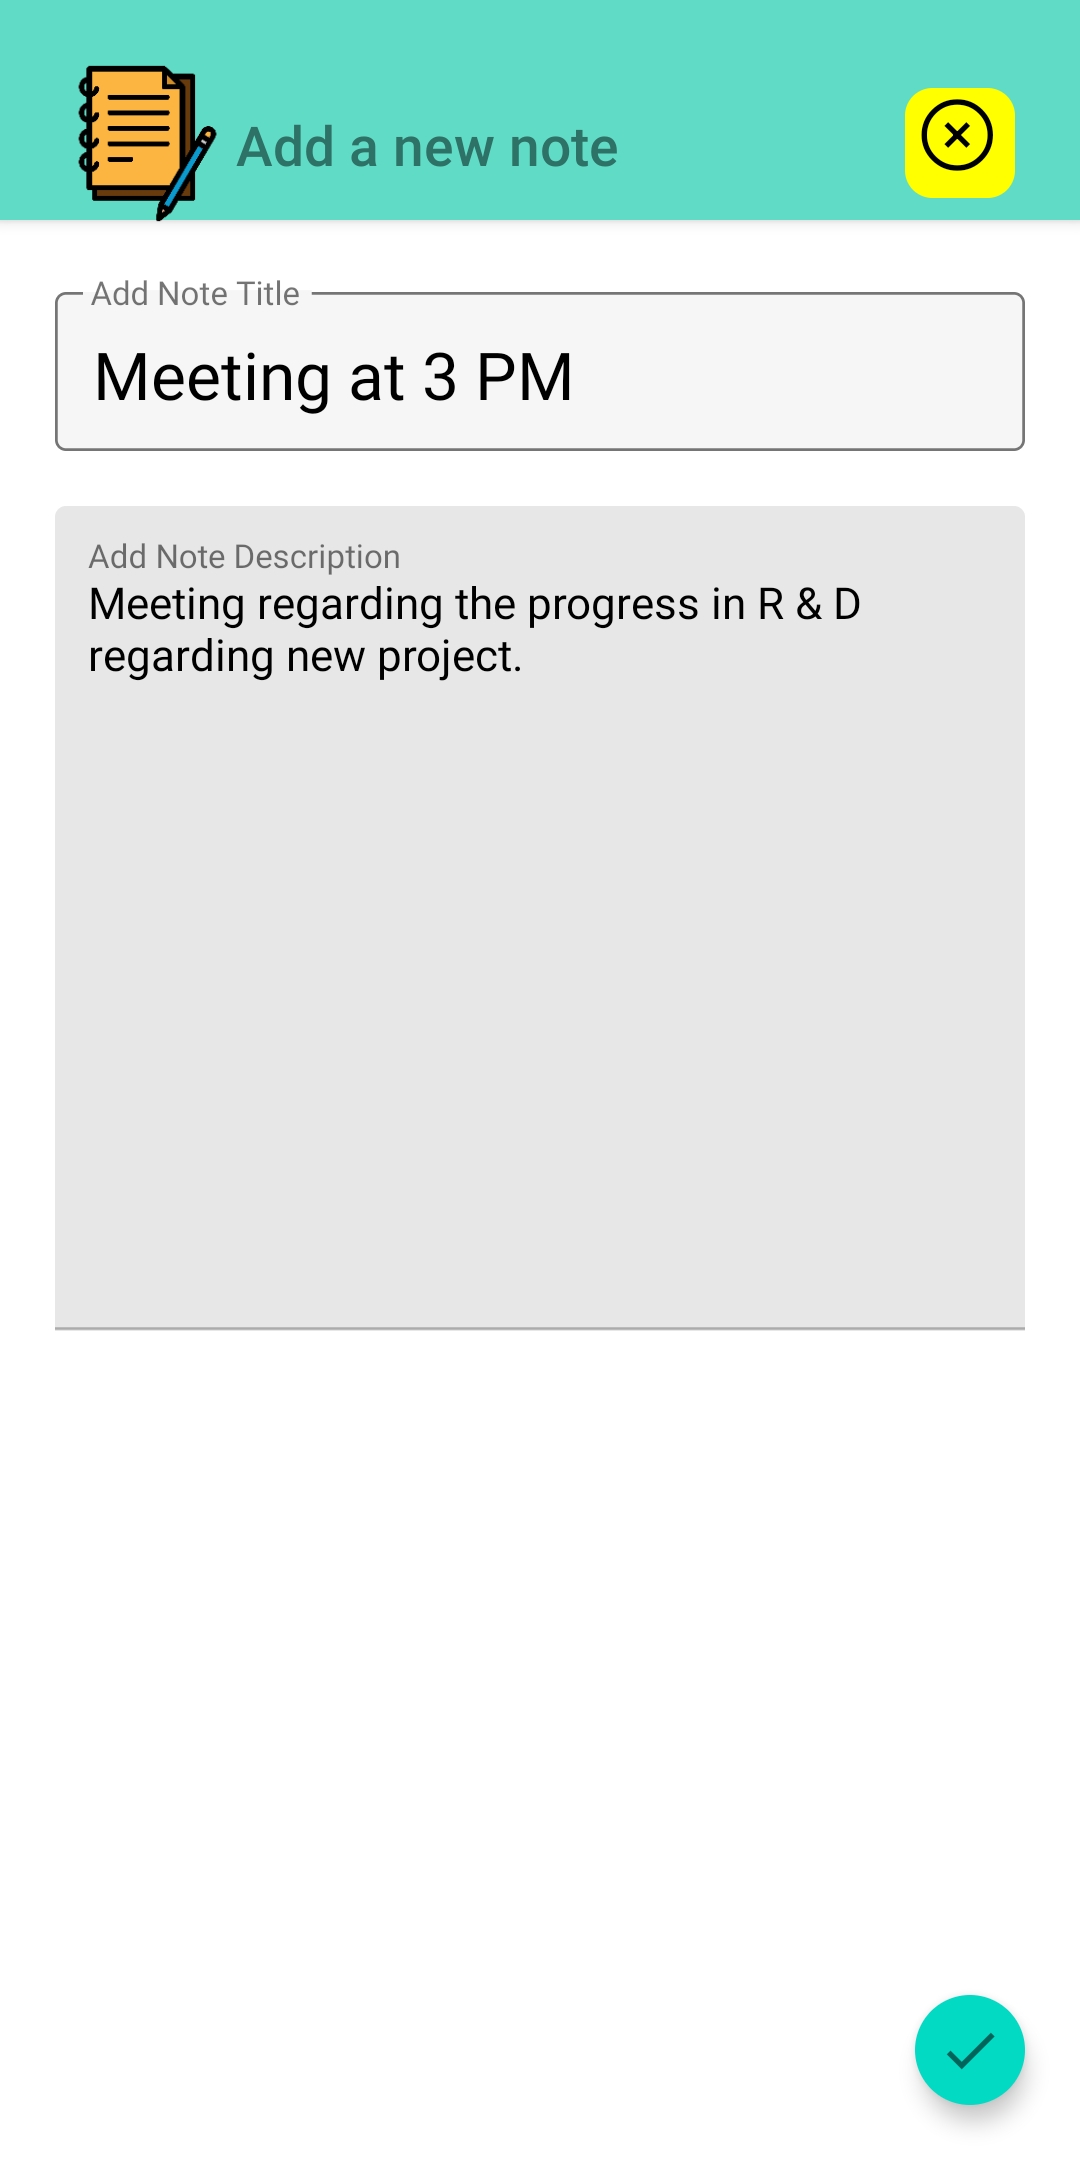 Add a new note
Add Note Title
Meeting at 3 PM
Add Note Description
Meeting regarding the progress in R & D
regarding new project.